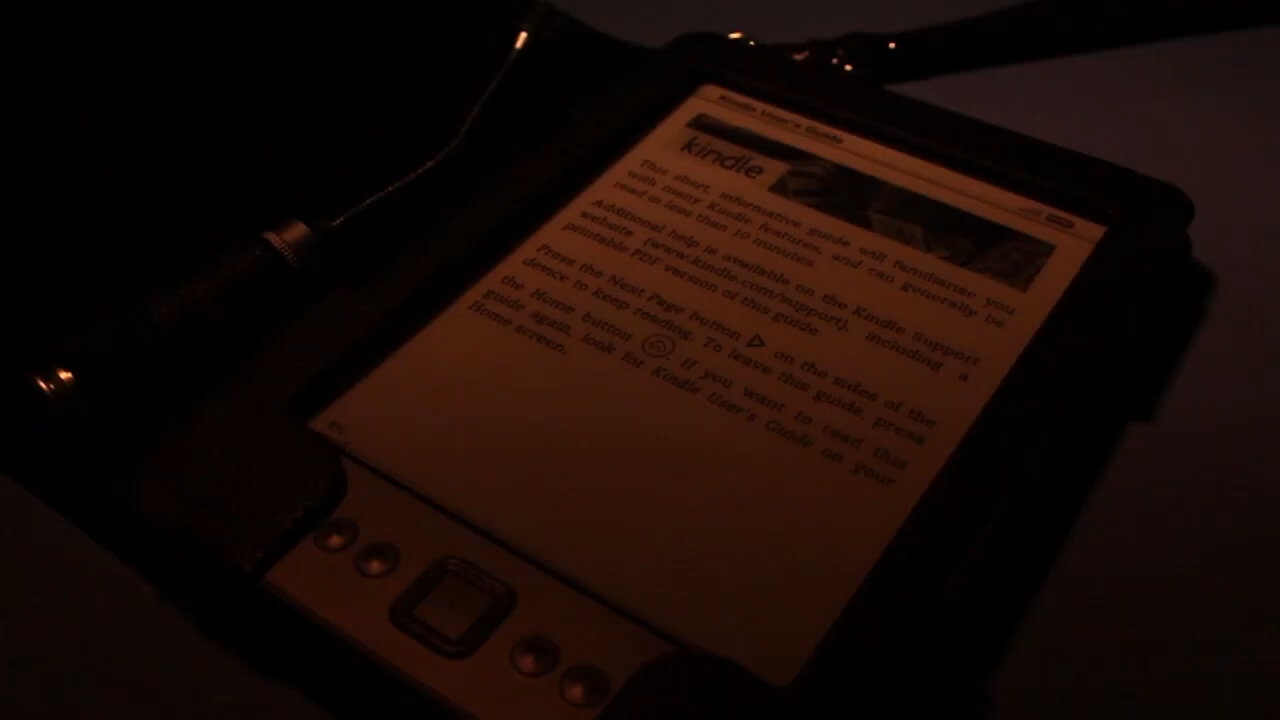 Kindle User's Guide
kindle
This short, informative guide will familiarise you
with many Kindle features, and can generally be
read in less than 10 minutes.
Additional help is available on the Kindle Support
website (www.kindle.com/support), including a
printable PDF version of this guide.
Press the Next Page button on the sides of the
device to keep reading. To leave this guide, press
the Home button . If you want to read this
guide again, look for Kindle User's Guide on your
Home screen.